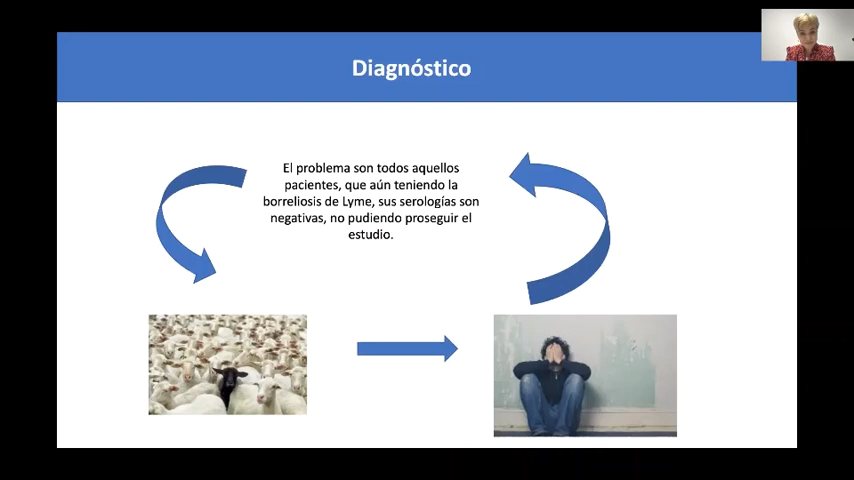 Diagnóstico
El problema son todos aquellos
pacientes, que aún teniendo la
borreliosis de Lyme, sus serologías son
negativas, no pudiendo proseguir el
estudio.